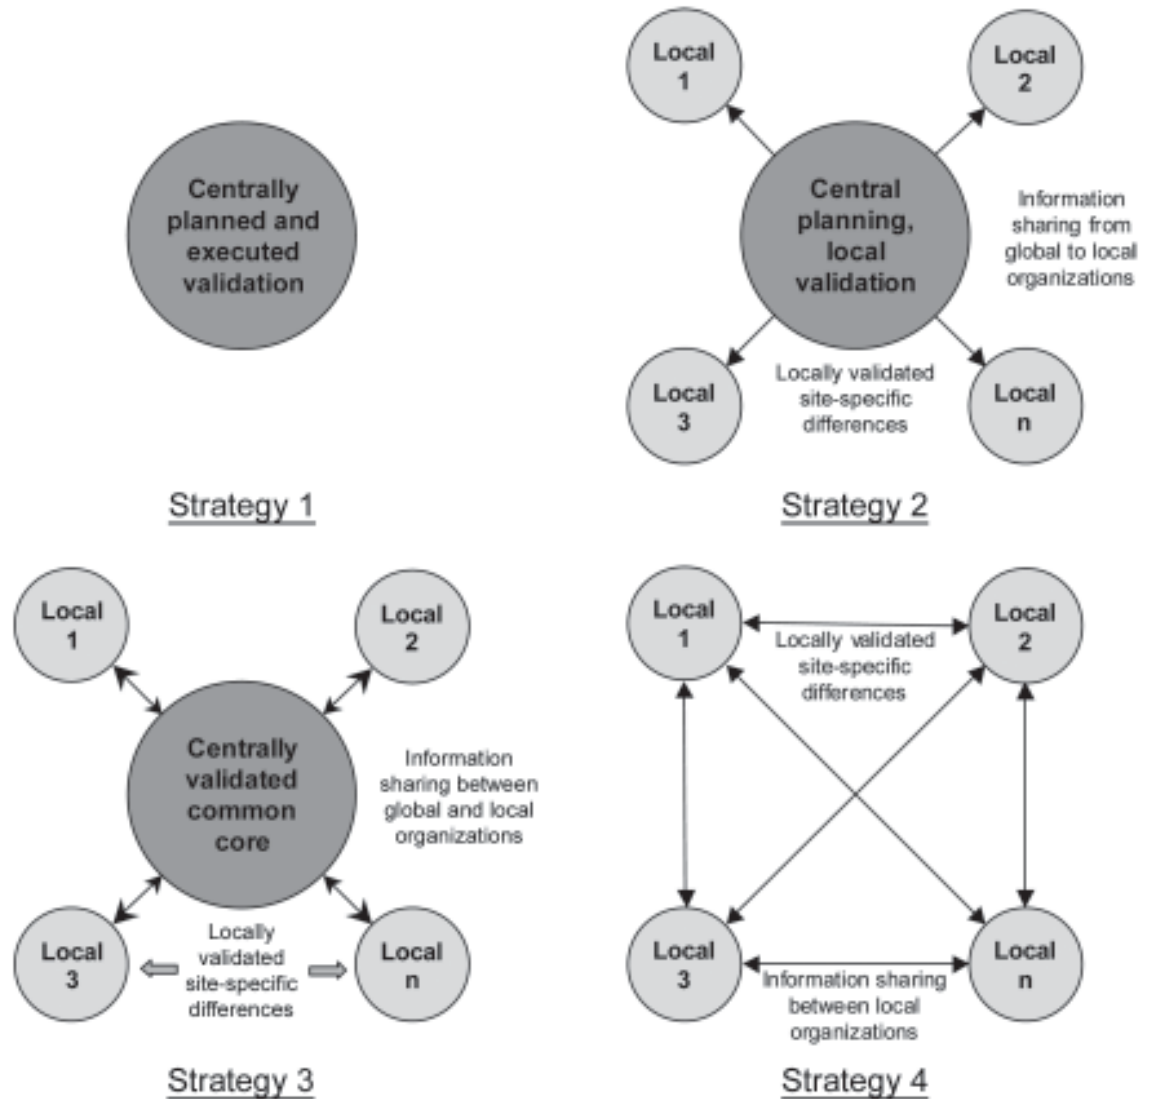 Centrally
planned and
executed
validation
Strategy 1
Local
1
Local
2
Central
planning,
local
validation
Information
sharing from
global to local
organizations
Local
3
Locally validated
site-specific
differences
Local
n
Strategy 2
Local
1
Local
2
Centrally
validated
common
core
Information
sharing between
global and local
organizations
Local
3
Locally
validated
site-specific
differences
Local
n
Strategy 3
Local
1
Locally validated
site-specific
differences
Local
2
Local
3
Information sharing
between local
organizations
Local
n
Strategy 4